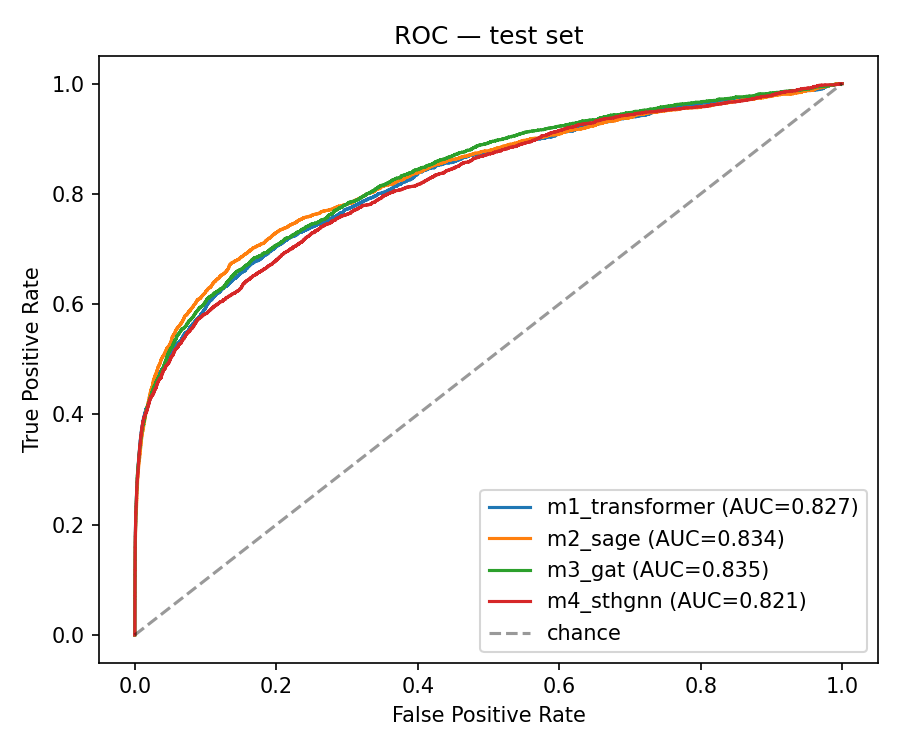 ROC — test set
True Positive Rate
1.0
0.8
0.6
0.4
0.2
0.0
0.0 0.2 0.4 0.6 0.8 1.0
False Positive Rate
m1_transformer (AUC=0.827)
m2_sage (AUC=0.834)
m3_gat (AUC=0.835)
m4_sthgnn (AUC=0.821)
chance